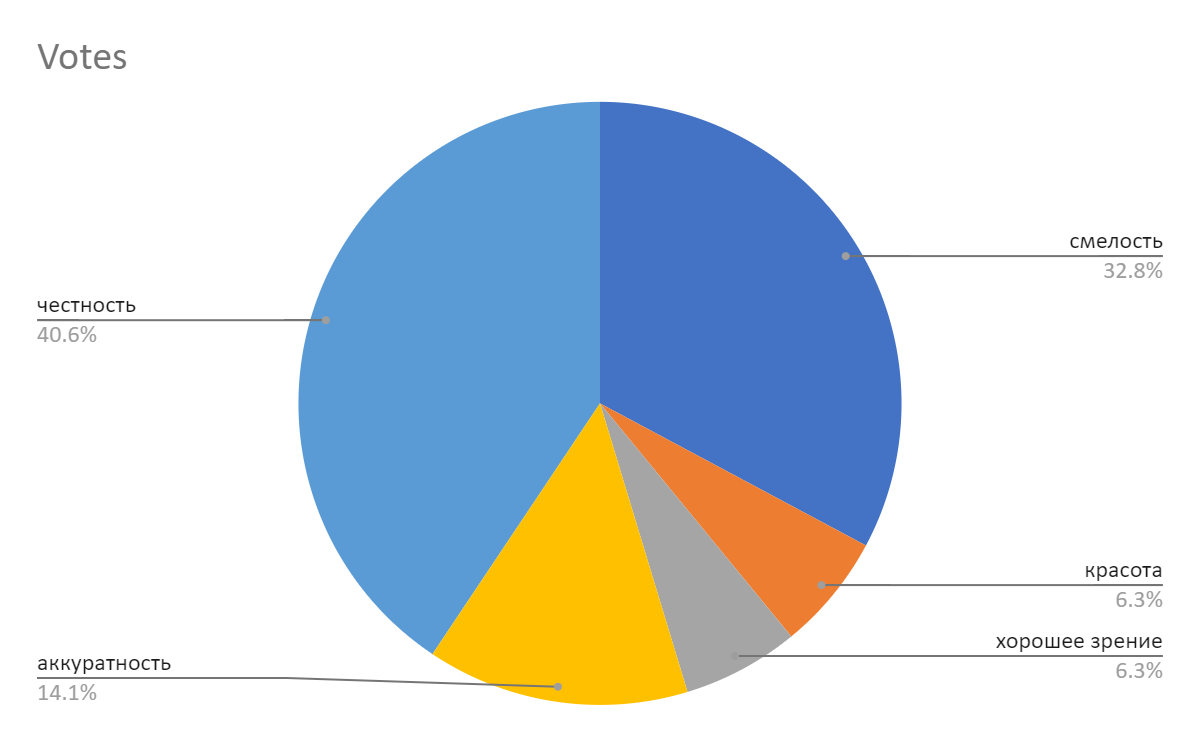 Votes
смелость
32.8%
честность
40.6%
красота
6.3%
хорошее зрение
6.3%
аккуратность
14.1%